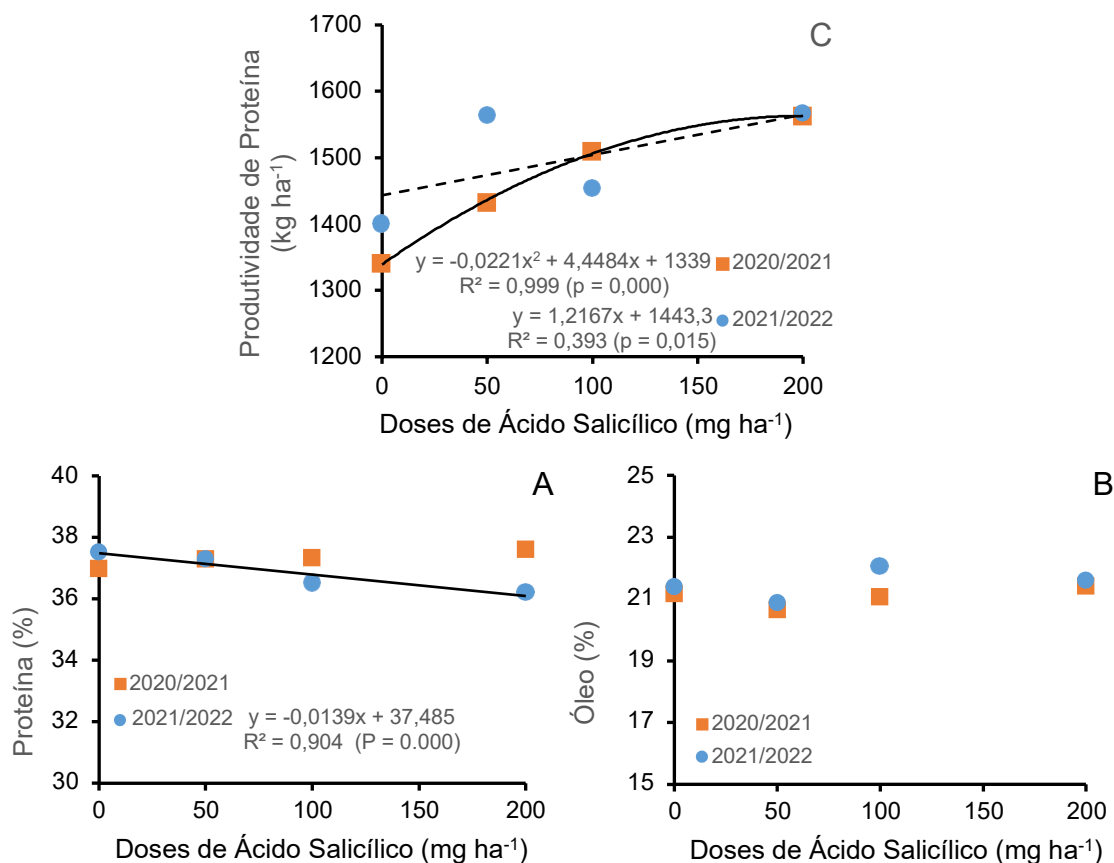 C
Produtividade de Proteína
(kg ha⁻¹)
1700
1600
1500
1400
1300
1200
y = -0,0221x² + 4,4484x + 1339
R² = 0,999 (p = 0,000)
2020/2021
y = 1,2167x + 1443,3
R² = 0,393 (p = 0,015)
2021/2022
0 50 100 150 200
Doses de Ácido Salicílico (mg ha⁻¹)
A
Proteína (%)
40
38
36
34
32
30
2020/2021
2021/2022
y = -0,0139x + 37,485
R² = 0,904 (P = 0.000)
0 50 100 150 200
Doses de Ácido Salicílico (mg ha⁻¹)
B
Óleo (%)
25
23
21
19
17
15
2020/2021
2021/2022
0 50 100 150 200
Doses de Ácido Salicílico (mg ha⁻¹)